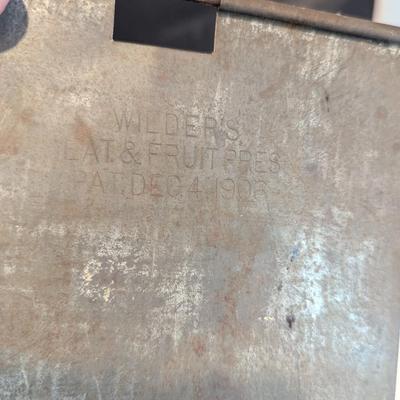 WILDER'S
EAT. & FRUIT PRES
PAT. DEC. 4. 1906